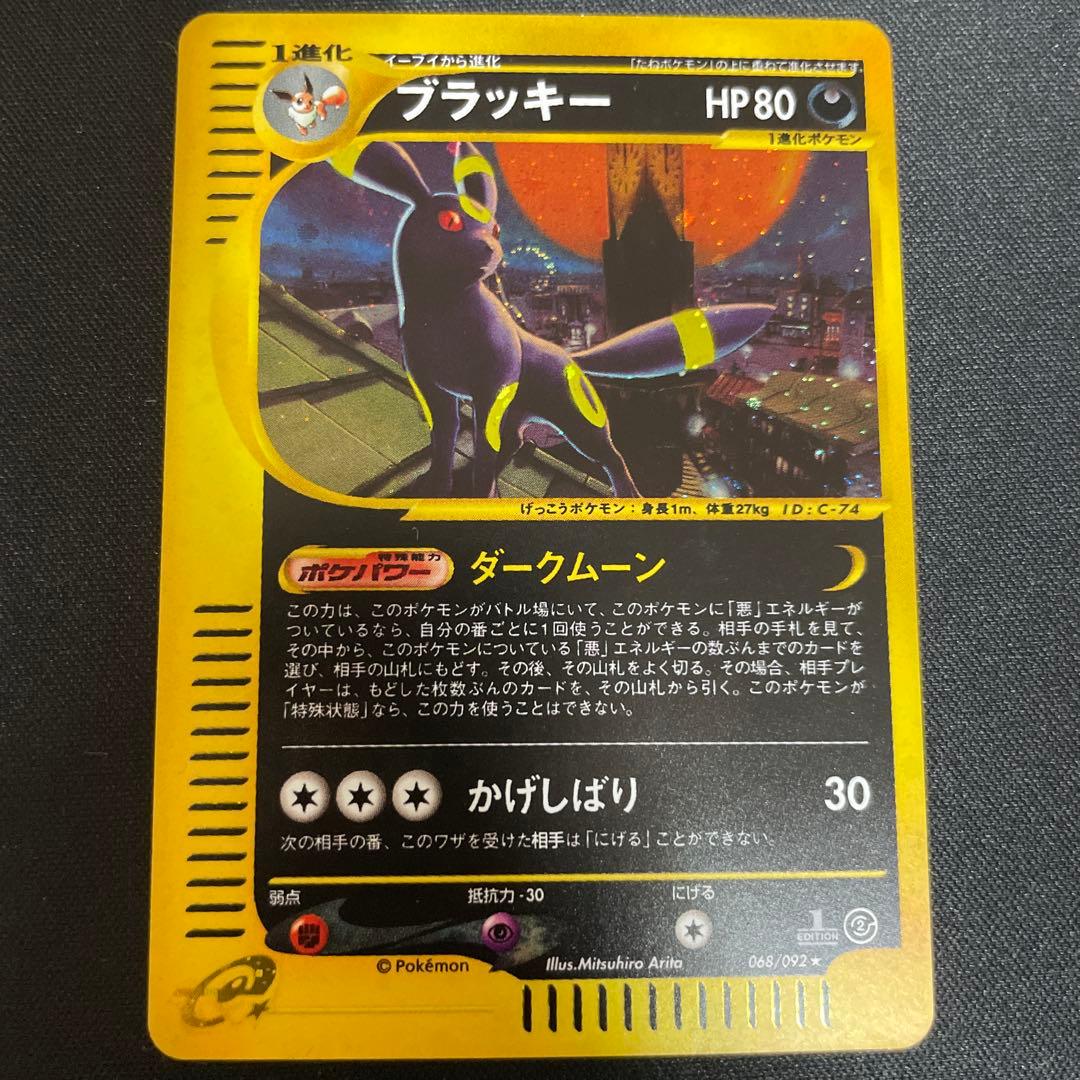 1進化
イーブイから進化
「たねポケモン」の上に重ねて進化させます。
ブラッキー
HP80
1進化ポケモン
げっこうポケモン：身長1m、体重27kg ID:C-74
特殊能力
ポケパワー
ダークムーン
この力は、このポケモンがバトル場にいて、このポケモンに「悪」エネルギーが
ついているなら、自分の番ごとに1回使うことができる。相手の手札を見て、
その中から、このポケモンについている「悪」エネルギーの数ぶんまでのカードを
選び、相手の山札にもどす。その後、その山札をよく切る。その場合、相手プレ
イヤーは、もどした枚数ぶんのカードを、その山札から引く。このポケモンが
「特殊状態」なら、この力を使うことはできない。
かげしばり
30
次の相手の番、このワザを受けた相手は「にげる」ことができない。
弱点
抵抗力-30
にげる
1
EDITION
2
© Pokémon
Illus.Mitsuhiro Arita
068/092★
e